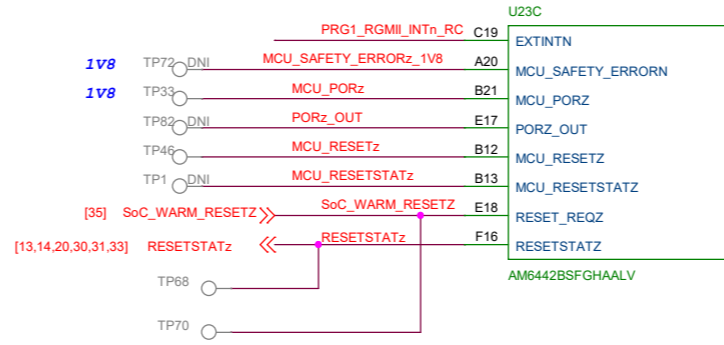 U23C
PRG1_RGMII_INTn_RC C19 EXTINTN
1V8 TP72 DNI MCU_SAFETY_ERRORz_1V8 A20 MCU_SAFETY_ERRORN
1V8 TP33 MCU_PORz B21 MCU_PORZ
TP82 DNI PORz_OUT E17 PORZ_OUT
TP46 MCU_RESETz B12 MCU_RESETZ
TP1 DNI MCU_RESETSTATz B13 MCU_RESETSTATZ
[35] SoC_WARM_RESETZ SoC_WARM_RESETZ E18 RESET_REQZ
[13,14,20,30,31,33] RESETSTATz RESETSTATz F16 RESETSTATZ
TP68 AM6442BSFGHAALV
TP70